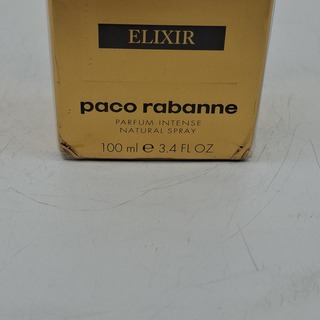 ELIXIR
paco rabanne
PARFUM INTENSE
NATURAL SPRAY
100 ml ℮ 3,4 FL OZ